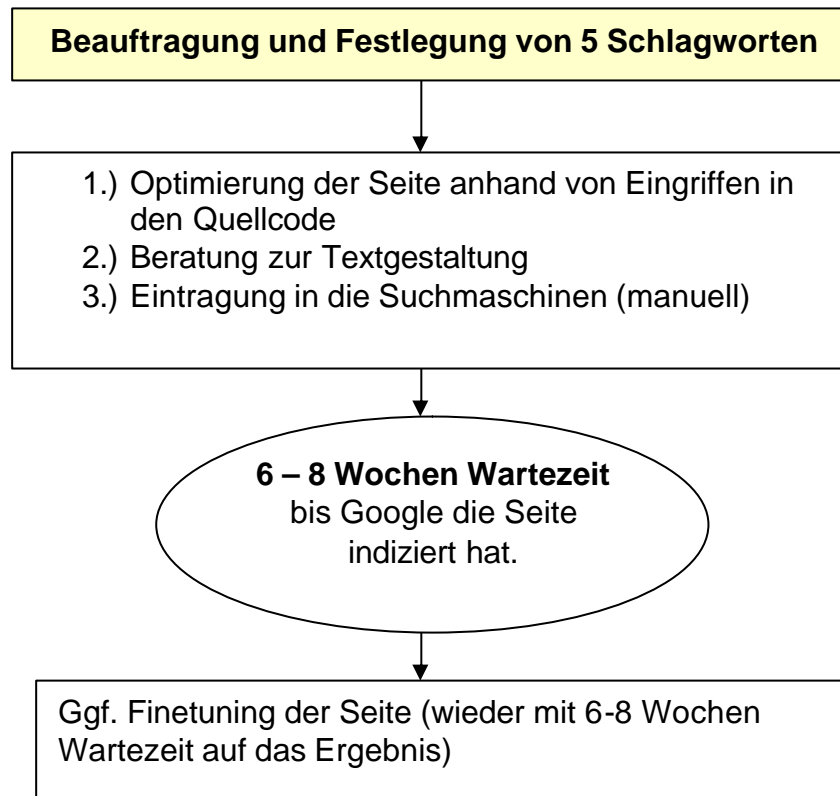 Beauftragung und Festlegung von 5 Schlagworten
1.) Optimierung der Seite anhand von Eingriffen in
den Quellcode
2.) Beratung zur Textgestaltung
3.) Eintragung in die Suchmaschinen (manuell)
6 – 8 Wochen Wartezeit
bis Google die Seite
indiziert hat.
Ggf. Finetuning der Seite (wieder mit 6-8 Wochen
Wartezeit auf das Ergebnis)